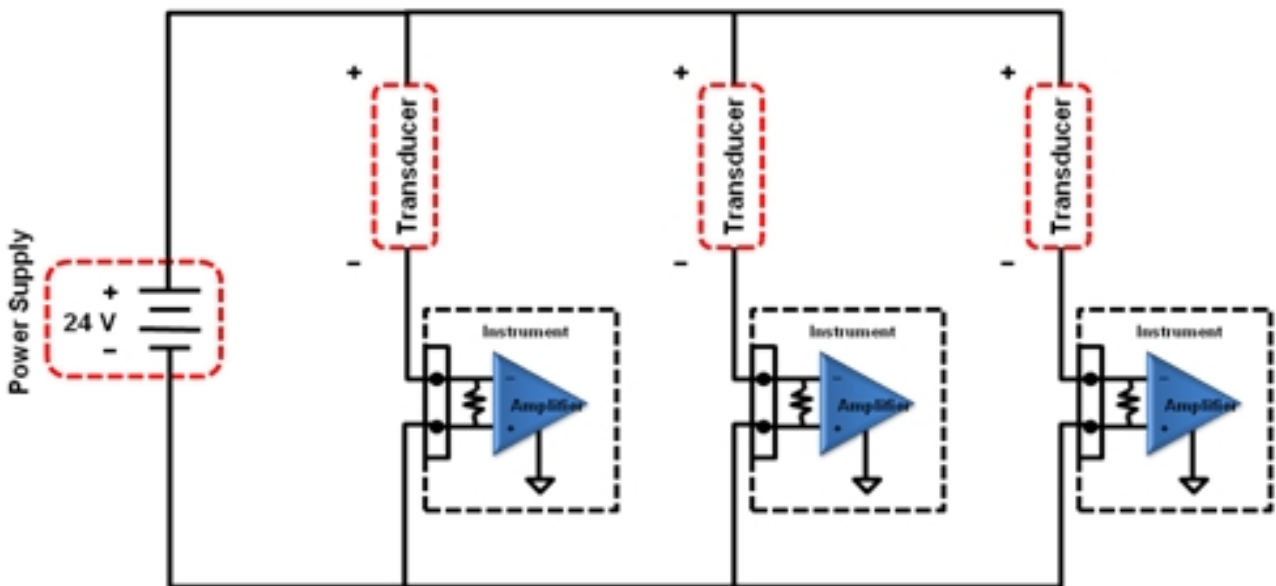 +
+
+
Transducer
Transducer
Transducer
−
−
−
Power Supply
+
24 V
−
Instrument
Instrument
Instrument
−
−
−
Amplifier
Amplifier
Amplifier
+
+
+